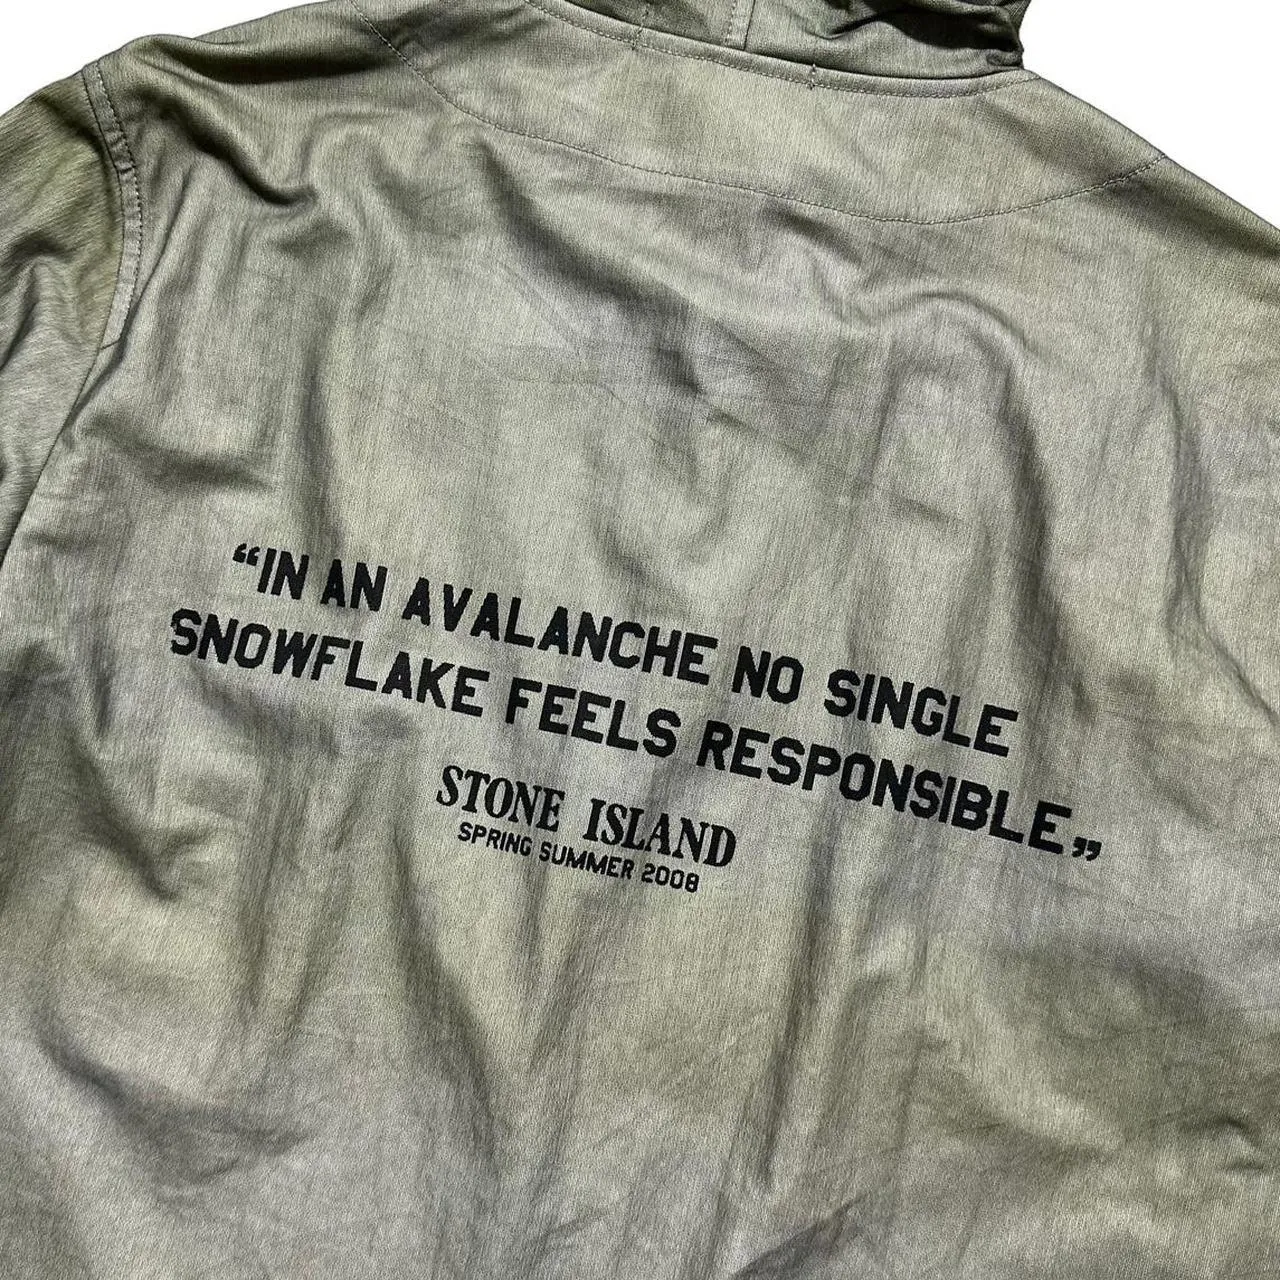 “IN AN AVALANCHE NO SINGLE
SNOWFLAKE FEELS RESPONSIBLE„
STONE ISLAND
SPRING SUMMER 2008